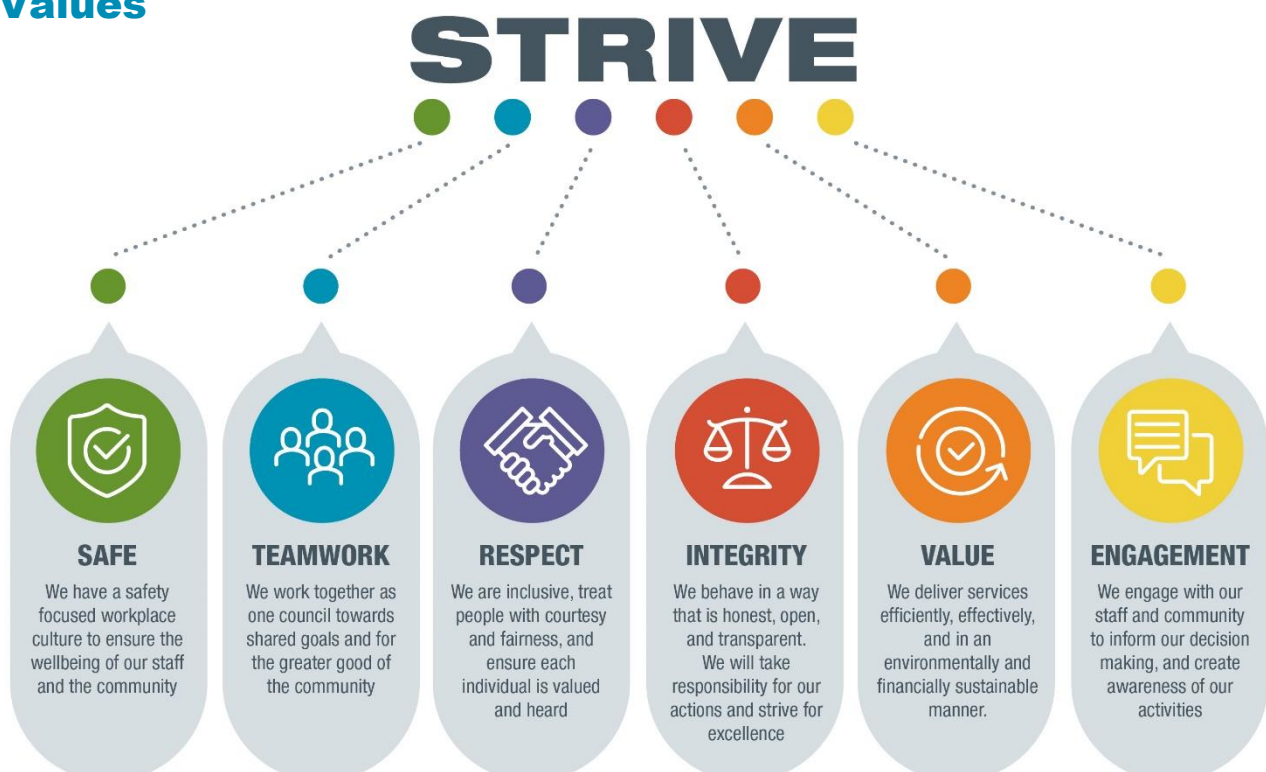 Values
STRIVE
SAFE
We have a safety
focused workplace
culture to ensure the
wellbeing of our staff
and the community
TEAMWORK
We work together as
one council towards
shared goals and for
the greater good of
the community
RESPECT
We are inclusive, treat
people with courtesy
and fairness, and
ensure each
individual is valued
and heard
INTEGRITY
We behave in a way
that is honest, open,
and transparent.
We will take
responsibility for our
actions and strive for
excellence
VALUE
We deliver services
efficiently, effectively,
and in an
environmentally and
financially sustainable
manner.
ENGAGEMENT
We engage with our
staff and community
to inform our decision
making, and create
awareness of our
activities